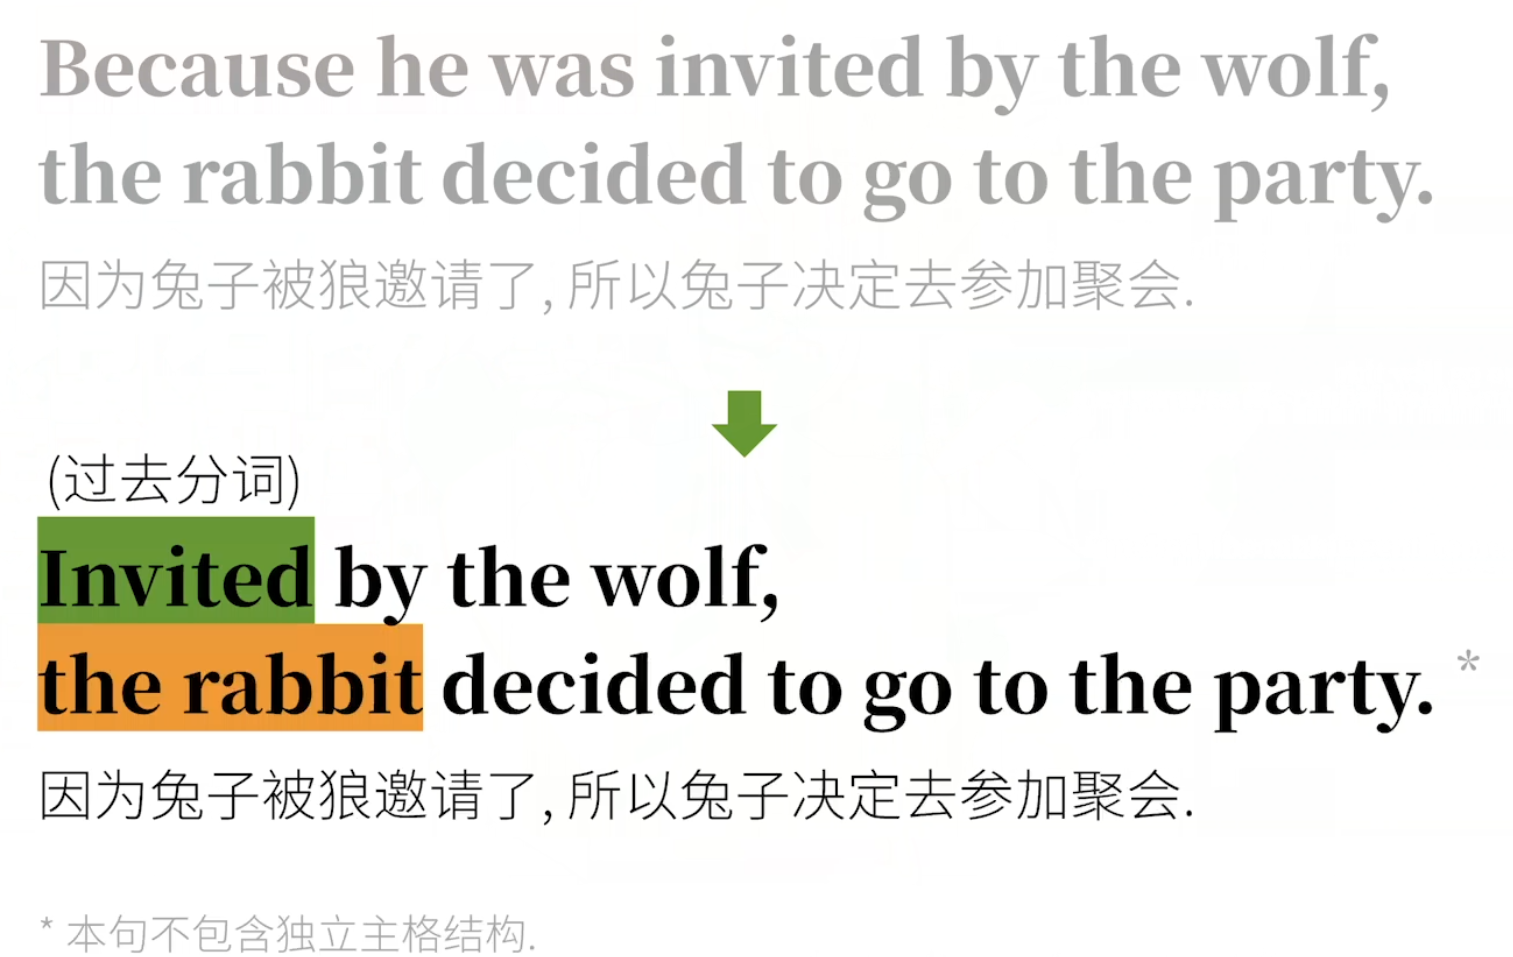 Because he was invited by the wolf,
the rabbit decided to go to the party.
因为兔子被狼邀请了, 所以兔子决定去参加聚会.
(过去分词)
Invited by the wolf,
the rabbit decided to go to the party. *
因为兔子被狼邀请了, 所以兔子决定去参加聚会.
* 本句不包含独立主格结构.